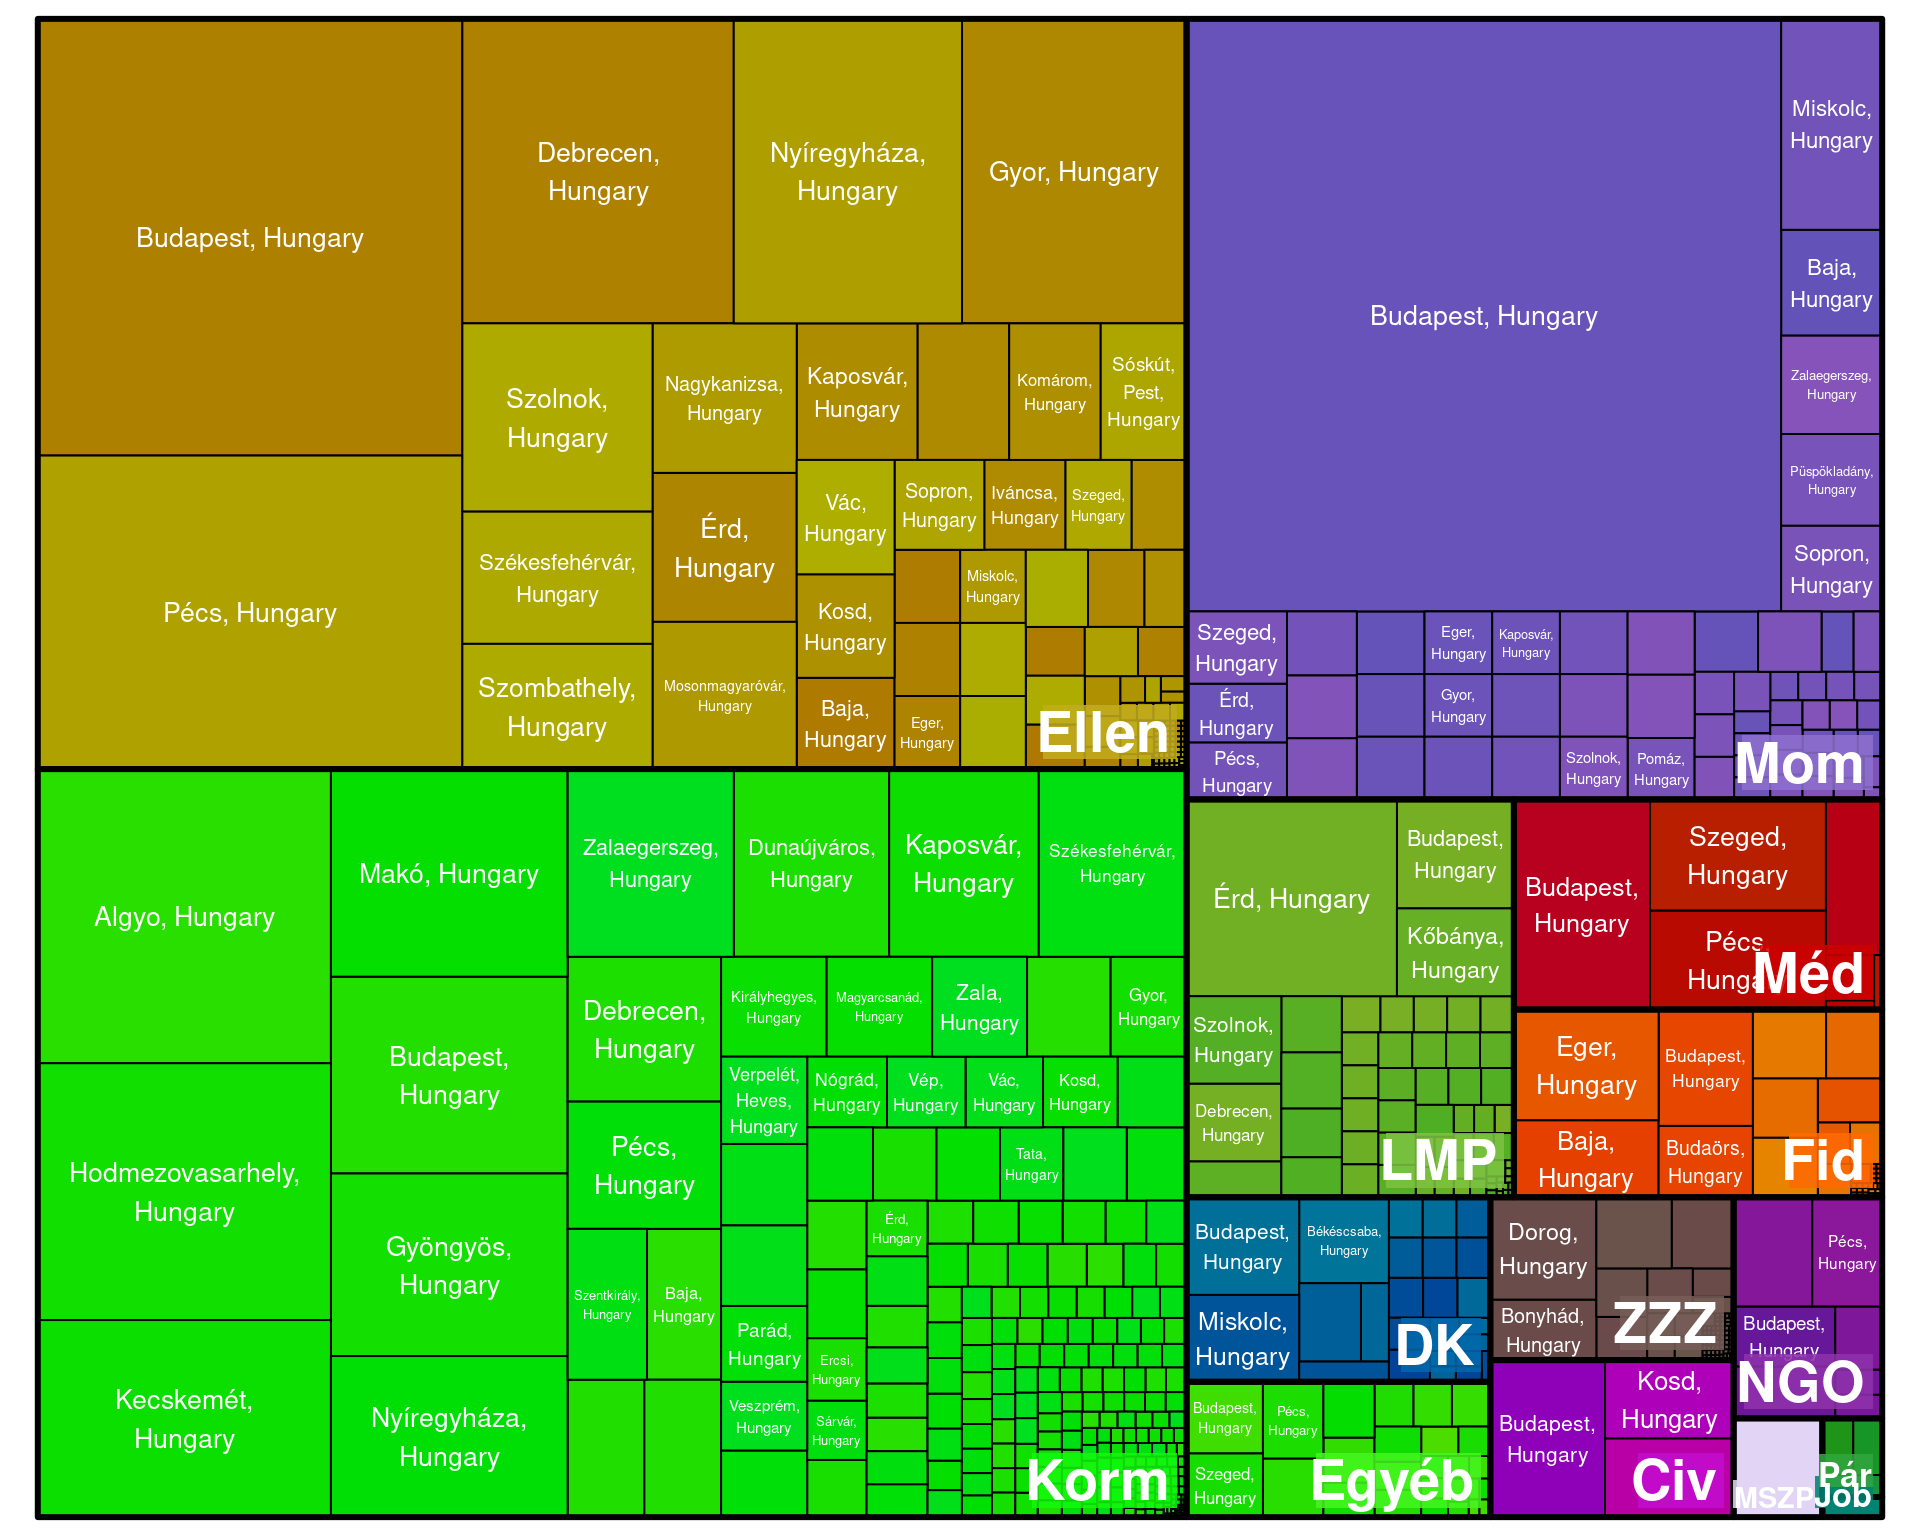 Budapest, Hungary
Pécs, Hungary
Debrecen,
Hungary
Nyíregyháza,
Hungary
Gyor, Hungary
Szolnok,
Hungary
Székesfehérvár,
Hungary
Szombathely,
Hungary
Nagykanizsa,
Hungary
Érd,
Hungary
Mosonmagyaróvár,
Hungary
Kaposvár,
Hungary
Komárom,
Hungary
Sóskút,
Pest,
Hungary
Vác,
Hungary
Kosd,
Hungary
Baja,
Hungary
Sopron,
Hungary
Iváncsa,
Hungary
Szeged,
Hungary
Miskolc,
Hungary
Eger,
Hungary
Ellen
Budapest, Hungary
Miskolc,
Hungary
Baja,
Hungary
Zalaegerszeg,
Hungary
Püspökladány,
Hungary
Sopron,
Hungary
Szeged,
Hungary
Érd,
Hungary
Pécs,
Hungary
Eger,
Hungary
Kaposvár,
Hungary
Gyor,
Hungary
Szolnok,
Hungary
Pomáz,
Hungary
Mom
Algyo, Hungary
Hodmezovasarhely,
Hungary
Kecskemét,
Hungary
Makó, Hungary
Budapest,
Hungary
Gyöngyös,
Hungary
Nyíregyháza,
Hungary
Zalaegerszeg,
Hungary
Dunaújváros,
Hungary
Kaposvár,
Hungary
Székesfehérvár,
Hungary
Debrecen,
Hungary
Pécs,
Hungary
Szentkirály,
Hungary
Baja,
Hungary
Királyhegyes,
Hungary
Magyarcsanád,
Hungary
Zala,
Hungary
Gyor,
Hungary
Verpelét,
Heves,
Hungary
Nógrád,
Hungary
Vép,
Hungary
Vác,
Hungary
Kosd,
Hungary
Tata,
Hungary
Érd,
Hungary
Parád,
Hungary
Veszprém,
Hungary
Ercsi,
Hungary
Sárvár,
Hungary
Korm
Érd, Hungary
Budapest,
Hungary
Kőbánya,
Hungary
Szolnok,
Hungary
Debrecen,
Hungary
LMP
Budapest,
Hungary
Szeged,
Hungary
Pécs,
Hungary
Méd
Eger,
Hungary
Baja,
Hungary
Budapest,
Hungary
Budaörs,
Hungary
Fid
Budapest,
Hungary
Miskolc,
Hungary
Békéscsaba,
Hungary
DK
Dorog,
Hungary
Bonyhád,
Hungary
ZZZ
Pécs,
Hungary
Budapest,
Hungary
NGO
Budapest,
Hungary
Pécs,
Hungary
Szeged,
Hungary
Egyéb
Budapest,
Hungary
Kosd,
Hungary
Civ
MSZP
Pár
Job